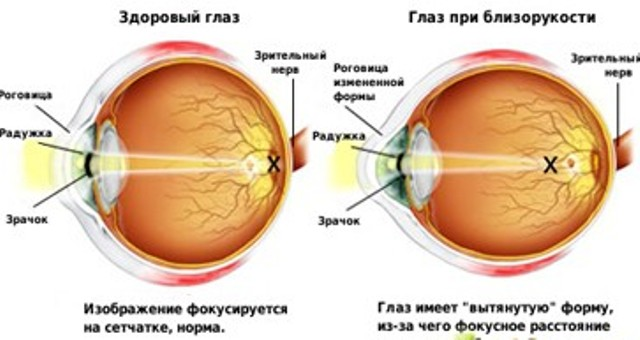 Здоровый глаз
Зрительный
нерв
Роговица
Радужка
Зрачок
X
Изображение фокусируется
на сетчатке, норма.
Глаз при близорукости
Зрительный
нерв
Роговица
измененной
формы
Радужка
Зрачок
X
Глаз имеет "вытянутую" форму,
из-за чего фокусное расстояние